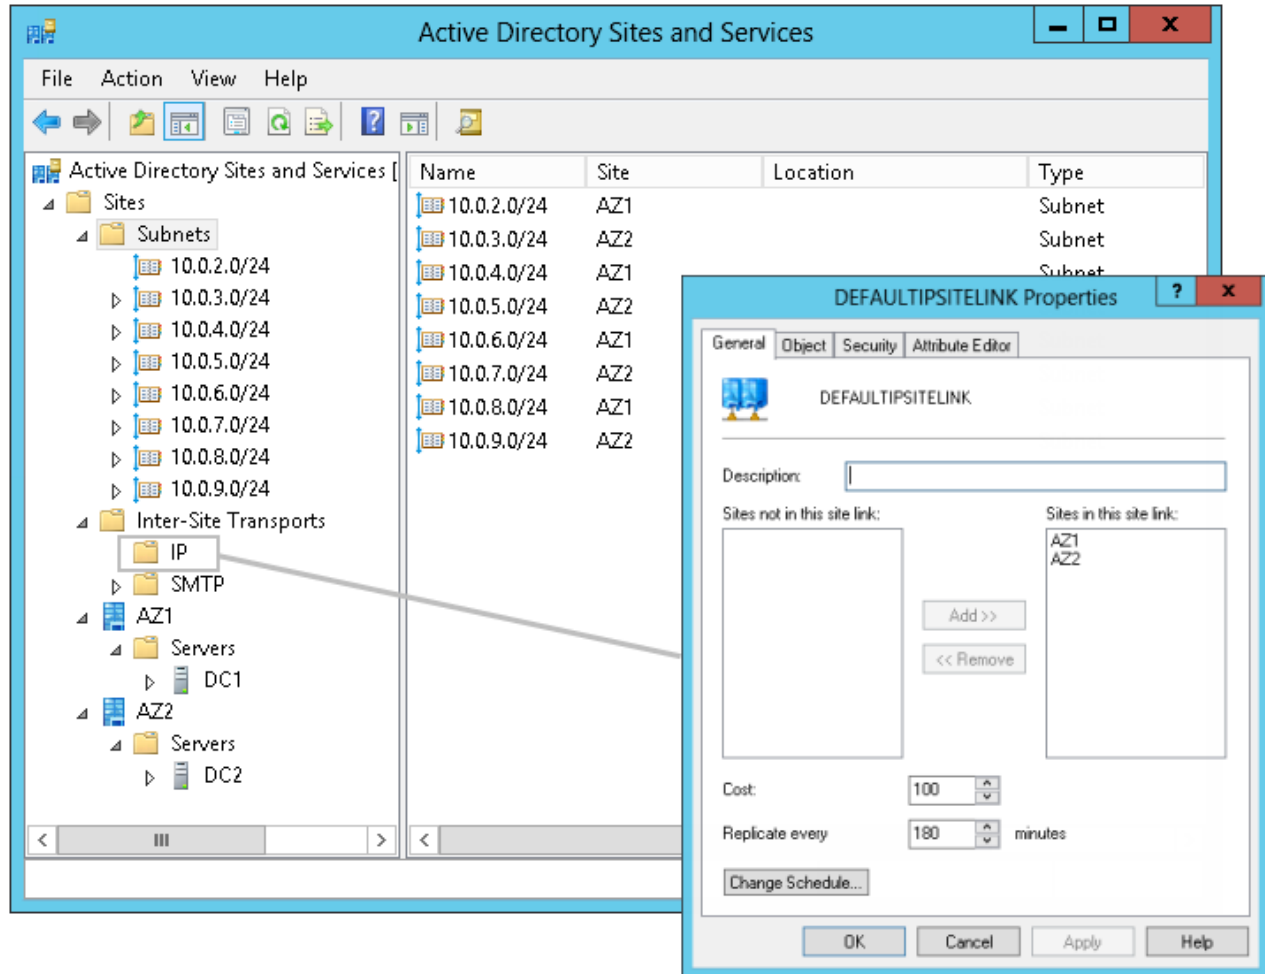 Active Directory Sites and Services
File Action View Help
Active Directory Sites and Services [
Sites
Subnets
10.0.2.0/24
10.0.3.0/24
10.0.4.0/24
10.0.5.0/24
10.0.6.0/24
10.0.7.0/24
10.0.8.0/24
10.0.9.0/24
Inter-Site Transports
IP
SMTP
AZ1
Servers
DC1
AZ2
Servers
DC2
Name Site Location Type
10.0.2.0/24 AZ1 Subnet
10.0.3.0/24 AZ2 Subnet
10.0.4.0/24 AZ1 Subnet
10.0.5.0/24 AZ2
10.0.6.0/24 AZ1
10.0.7.0/24 AZ2
10.0.8.0/24 AZ1
10.0.9.0/24 AZ2
DEFAULTIPSITELINK Properties
General Object Security Attribute Editor
DEFAULTIPSITELINK
Description:
Sites not in this site link: Sites in this site link:
AZ1
AZ2
Add >>
<< Remove
Cost: 100
Replicate every 180 minutes
Change Schedule...
OK Cancel Apply Help